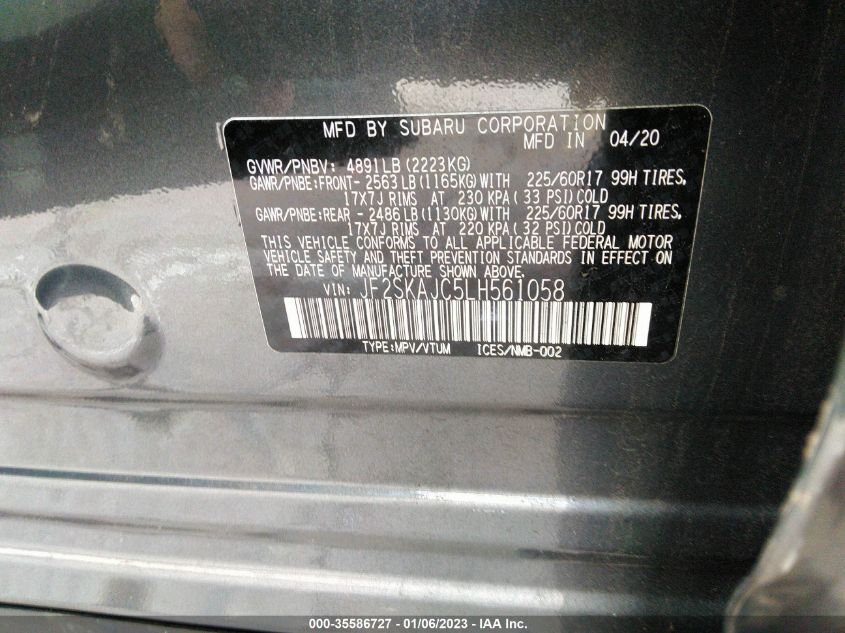 MFD BY SUBARU CORPORATION
MFD IN 04/20
GVWR/PNBV: 4891LB (2223KG)
GAWR/PNBE:FRONT- 2563 LB (1165KG)WITH 225/60R17 99H TIRES,
17X7J RIMS AT 230 KPA( 33 PSI)COLD
GAWR/PNBE:REAR - 2486 LB (1130KG)WITH 225/60R17 99H TIRES,
17X7J RIMS AT 220 KPA( 32 PSI)COLD
THIS VEHICLE CONFORMS TO ALL APPLICABLE FEDERAL MOTOR
VEHICLE SAFETY AND THEFT PREVENTION STANDARDS IN EFFECT ON
THE DATE OF MANUFACTURE SHOWN ABOVE.
VIN: JF2SKAJC5LH561058
TYPE:MPV/VTUM ICES/NMB-002
000-35586727 - 01/06/2023 - IAA Inc.